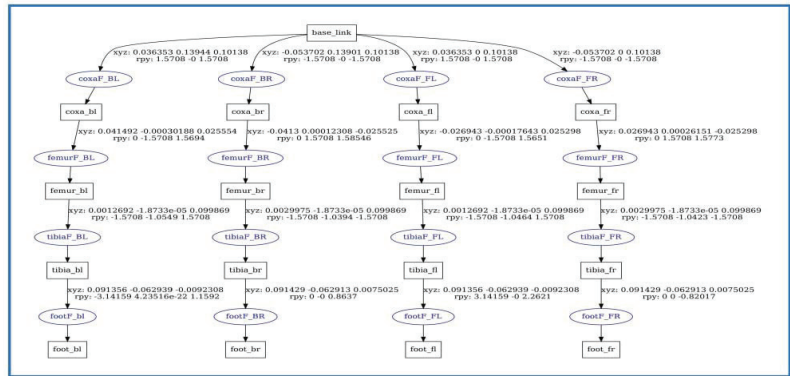 base_link
xyz: 0.036353 0.13944 0.10138
rpy: 1.5708 -0 1.5708
xyz: -0.053702 0.13901 0.10138
rpy: -1.5708 -0 -1.5708
xyz: 0.036353 0 0.10138
rpy: 1.5708 -0 1.5708
xyz: -0.053702 0 0.10138
rpy: -1.5708 -0 -1.5708
coxaF_BL
coxaF_BR
coxaF_FL
coxaF_FR
coxa_bl
coxa_br
coxa_fl
coxa_fr
xyz: 0.041492 -0.00030188 0.025554
rpy: 0 -1.5708 1.5694
xyz: -0.0413 0.00012308 -0.025525
rpy: 0 1.5708 1.58546
xyz: -0.026943 -0.00017643 0.025298
rpy: 0 -1.5708 1.5651
xyz: 0.026943 0.00026151 -0.025298
rpy: 0 1.5708 1.5773
femurF_BL
femurF_BR
femurF_FL
femurF_FR
femur_bl
femur_br
femur_fl
femur_fr
xyz: 0.0012692 -1.8733e-05 0.099869
rpy: -1.5708 -1.0549 1.5708
xyz: 0.0029975 -1.8733e-05 0.099869
rpy: -1.5708 -1.0394 -1.5708
xyz: 0.0012692 -1.8733e-05 0.099869
rpy: -1.5708 -1.0464 1.5708
xyz: 0.0029975 -1.8733e-05 0.099869
rpy: -1.5708 -1.0423 -1.5708
tibiaF_BL
tibiaF_BR
tibiaF_FL
tibiaF_FR
tibia_bl
tibia_br
tibia_fl
tibia_fr
xyz: 0.091356 -0.062939 -0.0092308
rpy: -3.14159 4.23516e-22 1.1592
xyz: 0.091429 -0.062913 0.0075025
rpy: 0 -0 0.8637
xyz: 0.091356 -0.062939 -0.0092308
rpy: 3.14159 -0 2.2621
xyz: 0.091429 -0.062913 0.0075025
rpy: 0 0 -0.82017
footF_bl
footF_BR
footF_FL
footF_FR
foot_bl
foot_br
foot_fl
foot_fr